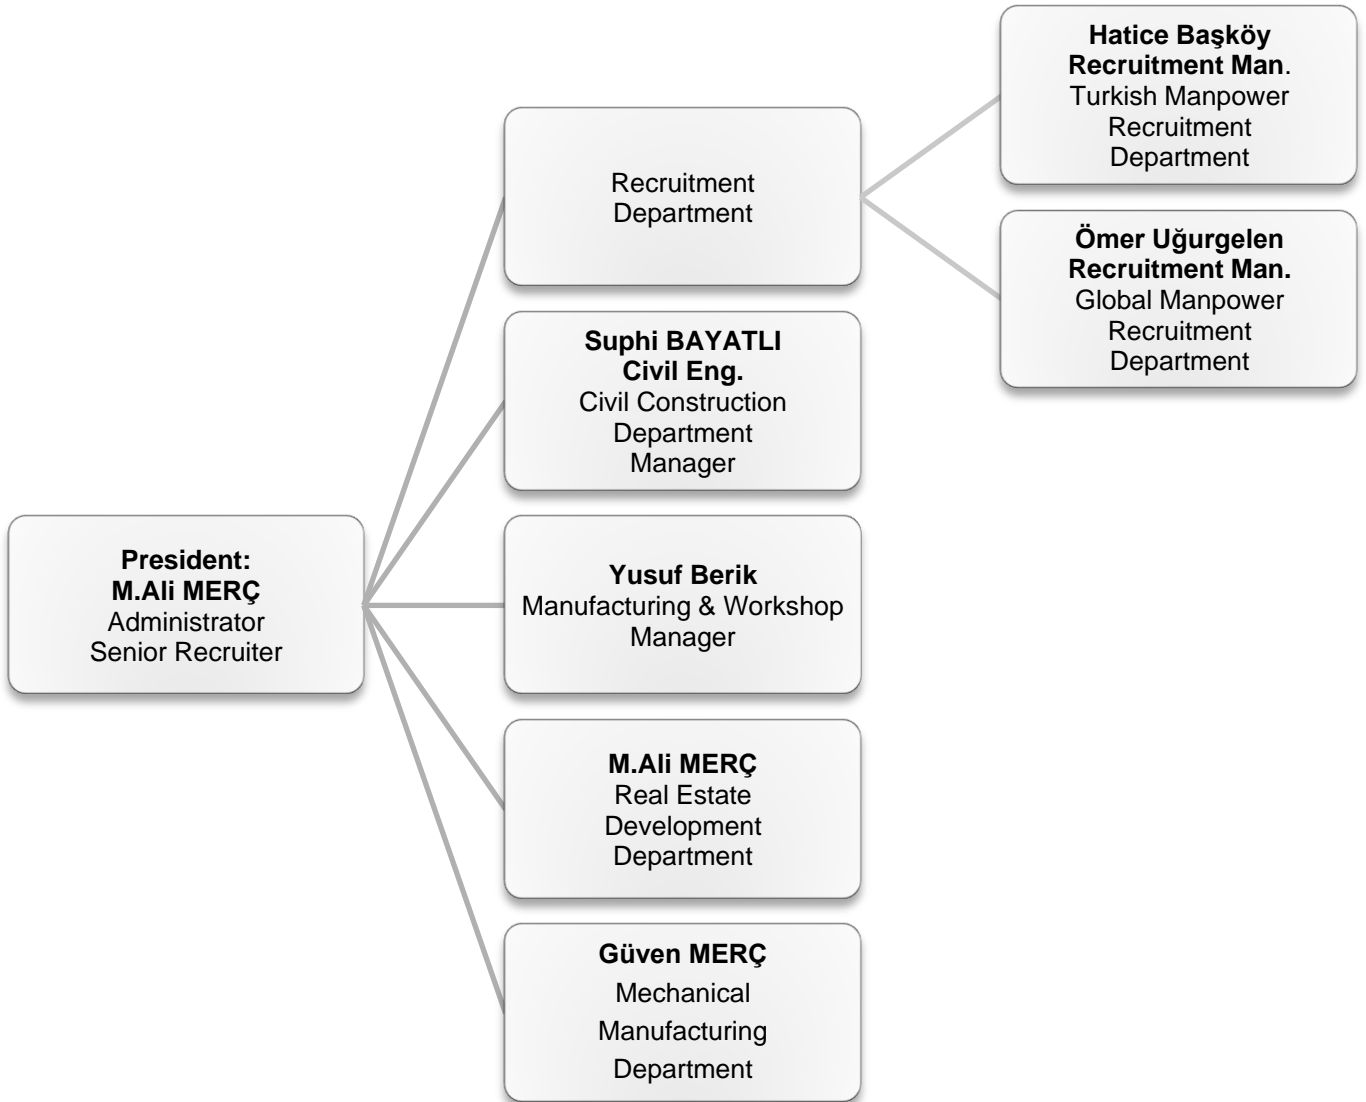 President:
M.Ali MERÇ
Administrator
Senior Recruiter
Recruitment
Department
Hatice Başköy
Recruitment Man.
Turkish Manpower
Recruitment
Department
Ömer Uğurgelen
Recruitment Man.
Global Manpower
Recruitment
Department
Suphi BAYATLI
Civil Eng.
Civil Construction
Department
Manager
Yusuf Berik
Manufacturing & Workshop
Manager
M.Ali MERÇ
Real Estate
Development
Department
Güven MERÇ
Mechanical
Manufacturing
Department